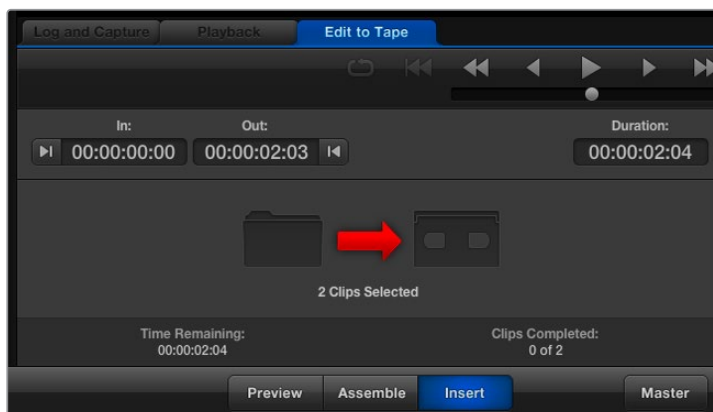 Log and Capture Playback Edit to Tape
In: Out: Duration:
00:00:00:00 00:00:02:03 00:00:02:04
2 Clips Selected
Time Remaining: Clips Completed:
00:00:02:04 0 of 2
Preview Assemble Insert Master